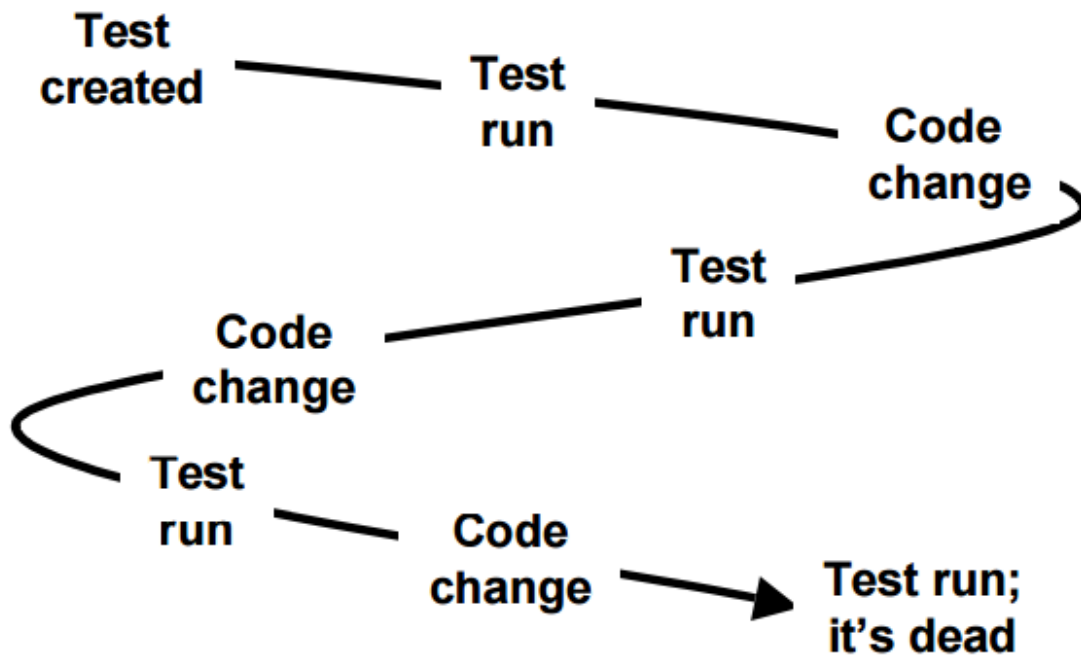 Test
created
Test
run
Code
change
Test
run
Code
change
Test
run
Code
change
Test run;
it's dead